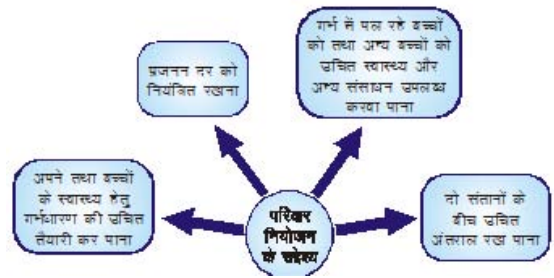 प्रजनन दर को
नियंत्रित रखना
गर्भ में पल रहे बच्चों
को तथा अन्य बच्चों को
उचित स्वास्थ्य और
अन्य संसाधन उपलब्ध
करवा पाना
अपने तथा बच्चों
के स्वास्थ्य हेतु
गर्भधारण की उचित
तैयारी कर पाना
परिवार
नियोजन
के उद्देश्य
दो संतानों के
बीच उचित
अंतराल रख पाना